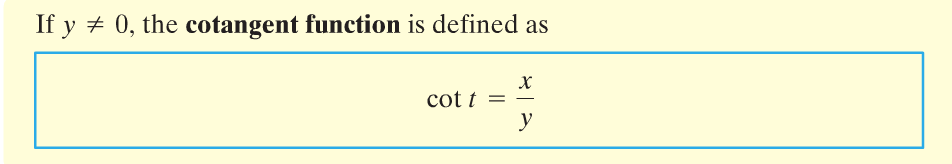 If y ≠ 0, the cotangent function is defined as
cot t = x/y